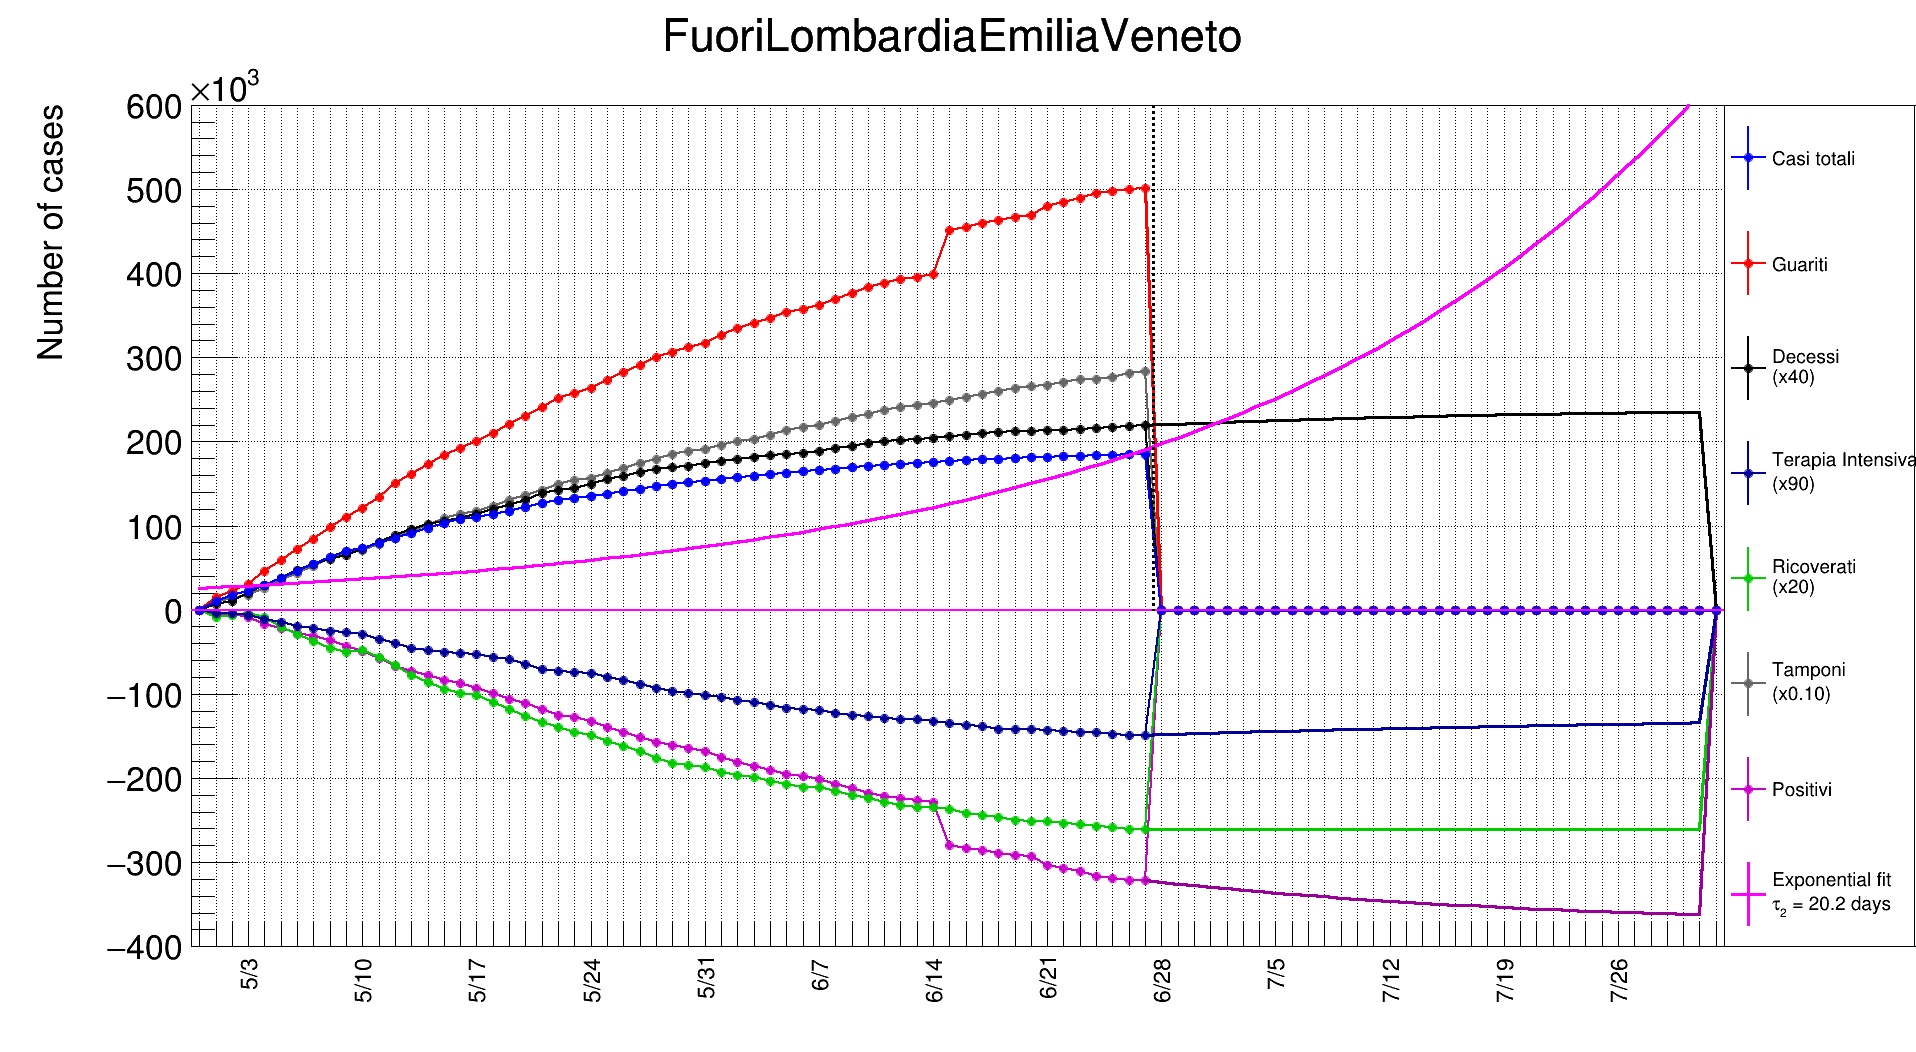 FuoriLombardiaEmiliaVeneto
×10³
Number of cases
600
500
400
300
200
100
0
−100
−200
−300
−400
5/3
5/10
5/17
5/24
5/31
6/7
6/14
6/21
6/28
7/5
7/12
7/19
7/26
Casi totali
Guariti
Decessi
(x40)
Terapia Intensiva
(x90)
Ricoverati
(x20)
Tamponi
(x0.10)
Positivi
Exponential fit
τ₂ = 20.2 days